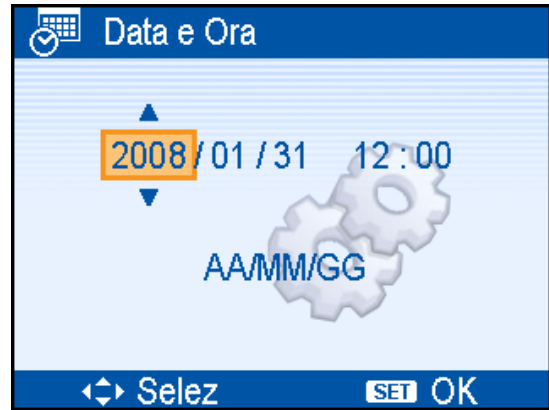 Data e Ora
2008 / 01 / 31 12 : 00
AA/MM/GG
Selez SET OK